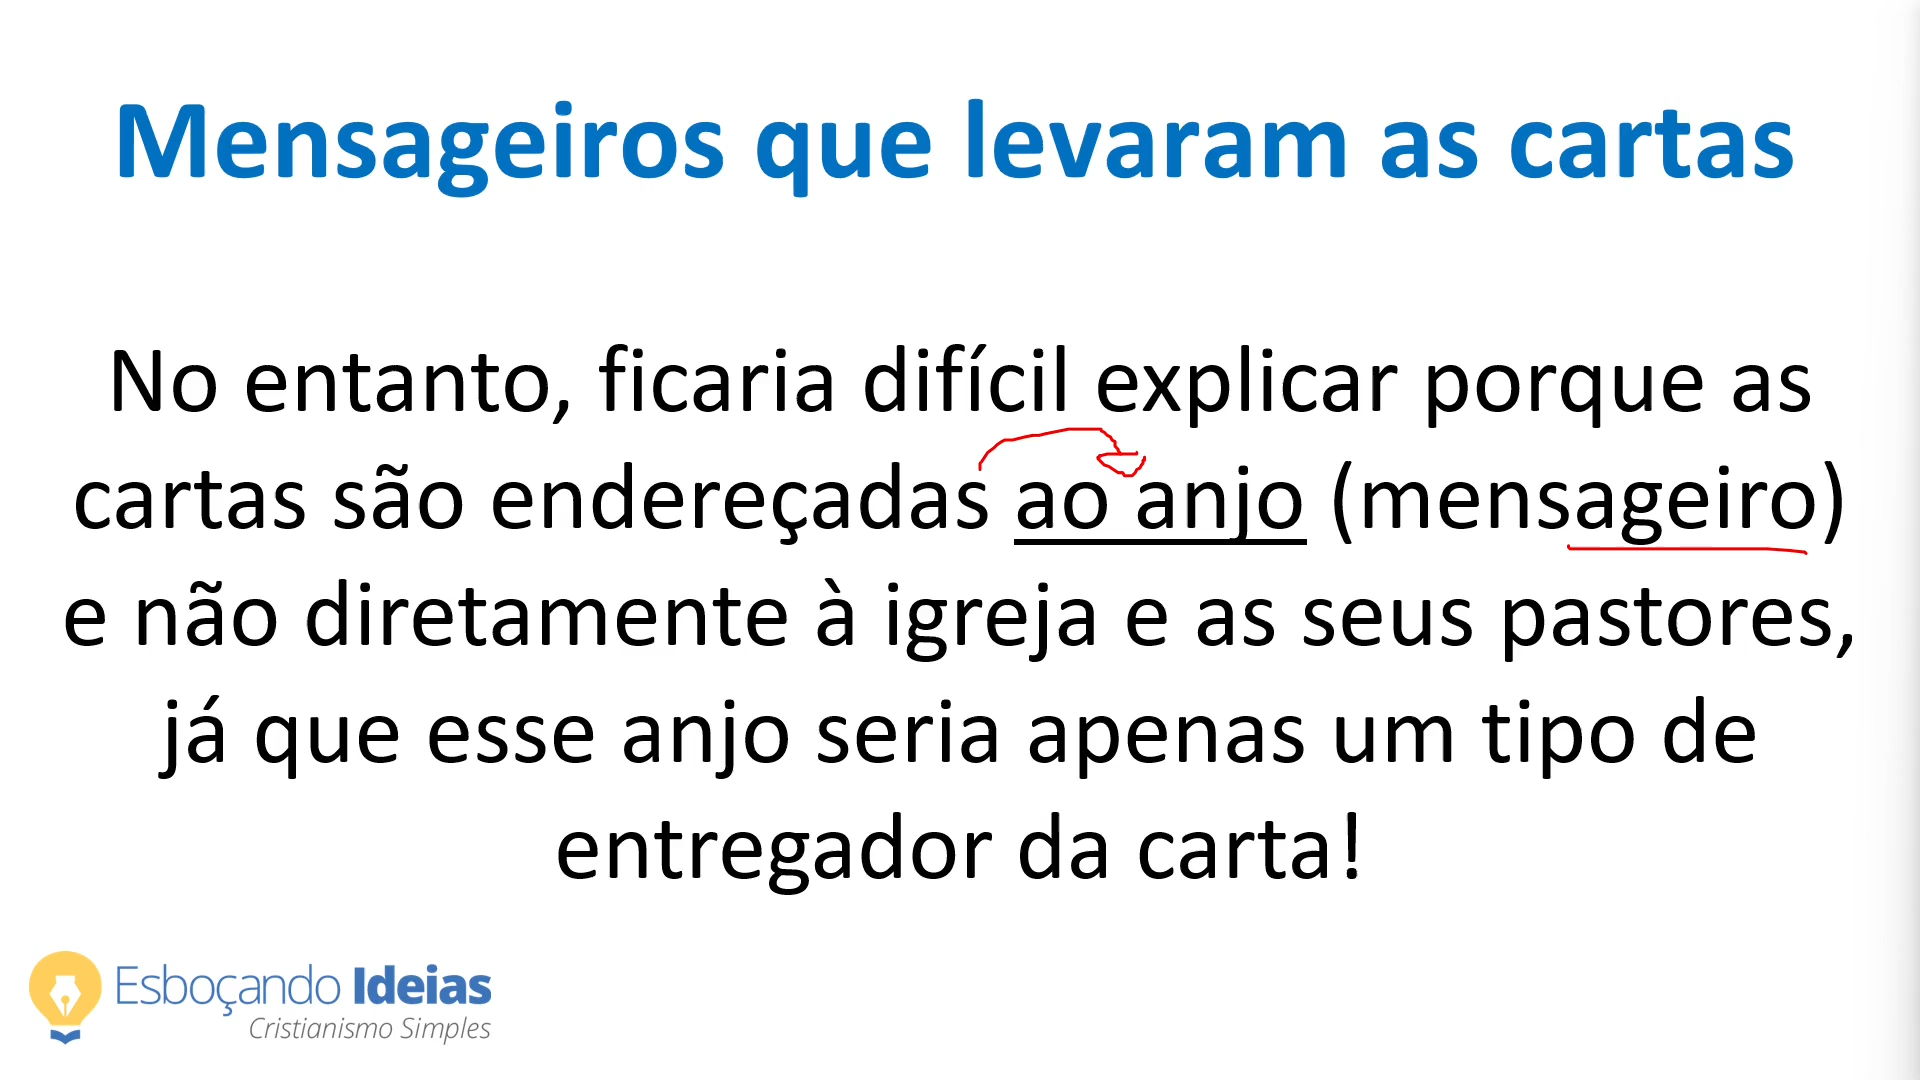 Mensageiros que levaram as cartas
No entanto, ficaria difícil explicar porque as
cartas são endereçadas ao anjo (mensageiro)
e não diretamente à igreja e as seus pastores,
já que esse anjo seria apenas um tipo de
entregador da carta!
Esboçando Ideias
Cristianismo Simples